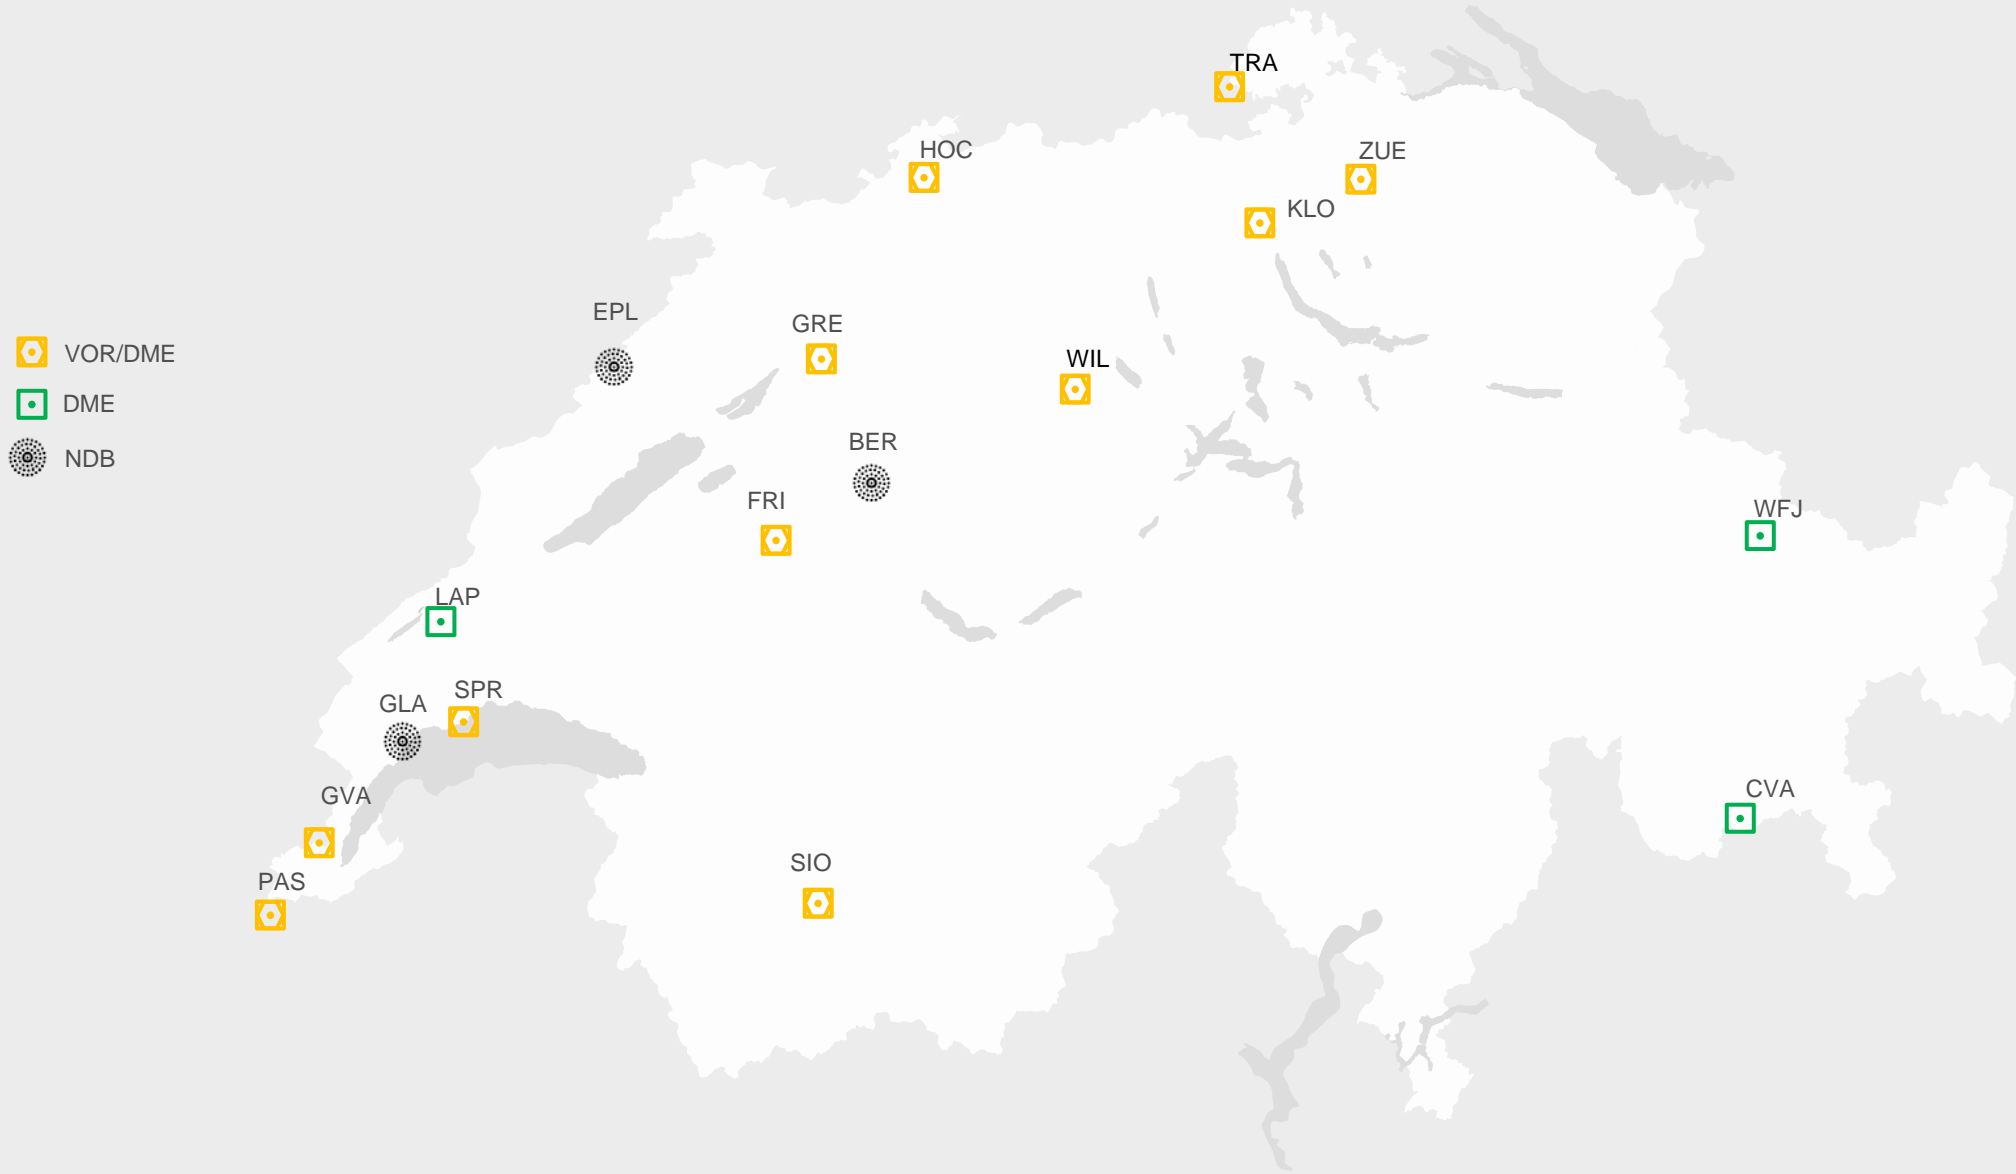 TRA
HOC
ZUE
KLO
EPL
GRE
VOR/DME
WIL
DME
BER
NDB
FRI
WFJ
LAP
SPR
GLA
CVA
GVA
SIO
PAS